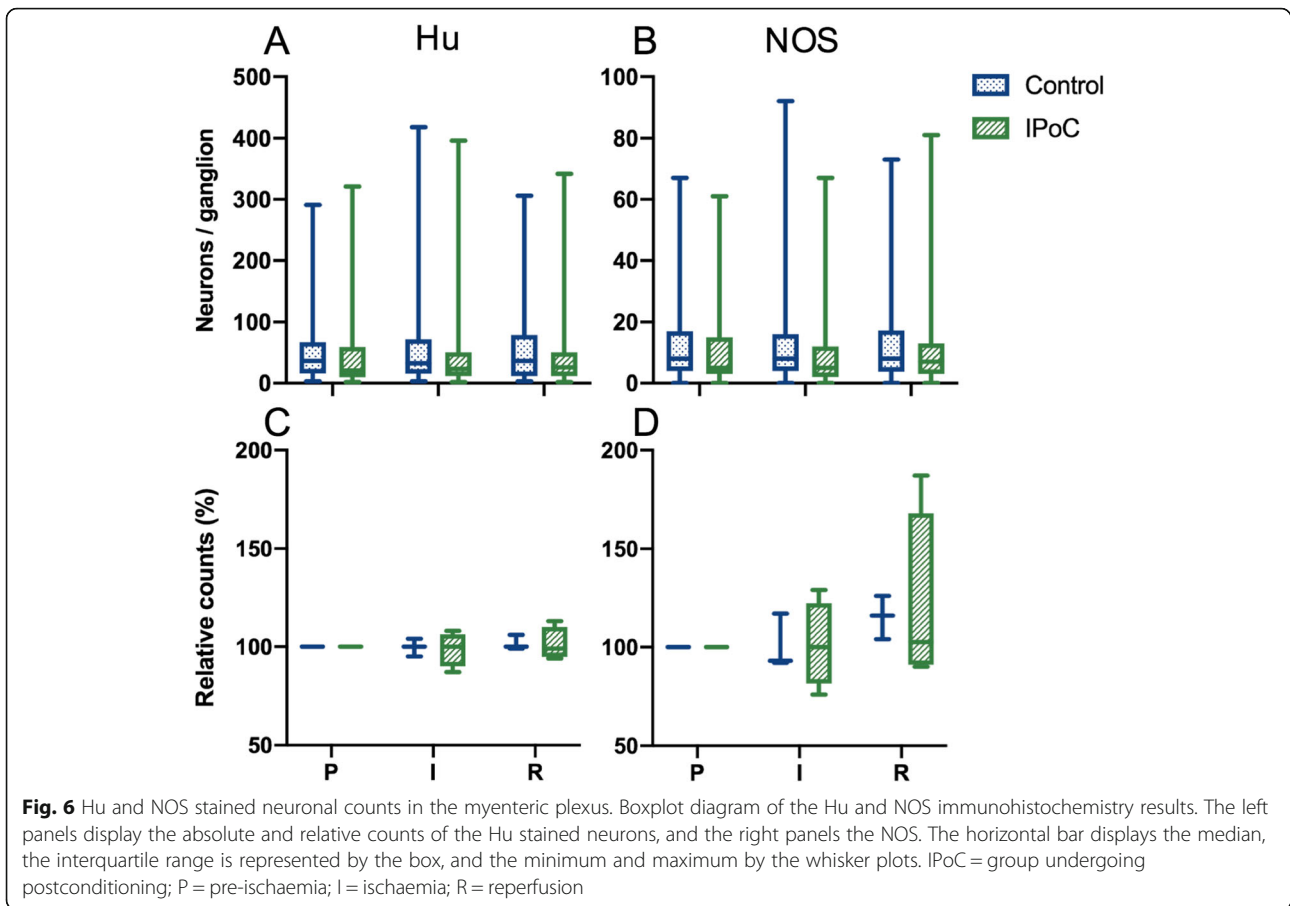 A Hu
B NOS
Control
IPoC
Neurons / ganglion
500
400
300
200
100
0
100
80
60
40
20
0
C
D
Relative counts (%)
200
150
100
50
200
150
100
50
P I R
P I R
Fig. 6 Hu and NOS stained neuronal counts in the myenteric plexus. Boxplot diagram of the Hu and NOS immunohistochemistry results. The left
panels display the absolute and relative counts of the Hu stained neurons, and the right panels the NOS. The horizontal bar displays the median,
the interquartile range is represented by the box, and the minimum and maximum by the whisker plots. IPoC = group undergoing
postconditioning; P = pre-ischaemia; I = ischaemia; R = reperfusion